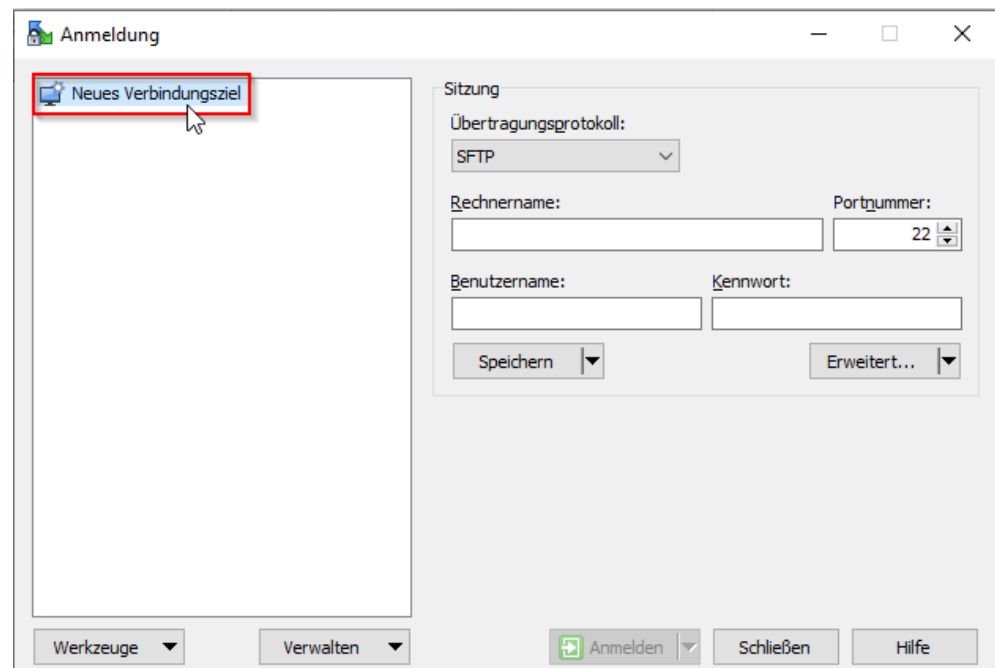 Anmeldung
Neues Verbindungsziel
Sitzung
Übertragungsprotokoll:
SFTP
Rechnername: Portnummer:
22
Benutzername: Kennwort:
Speichern Erweitert...
Werkzeuge Verwalten Anmelden Schließen Hilfe